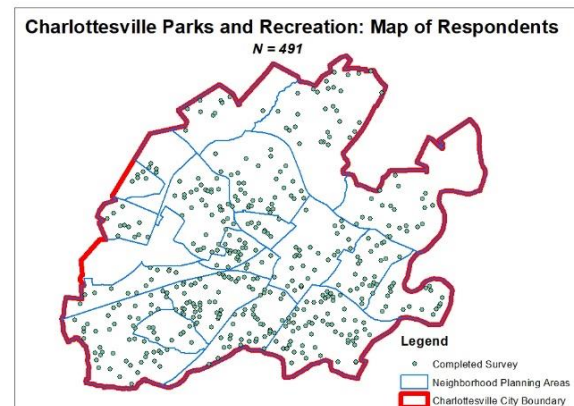 Charlottesville Parks and Recreation: Map of Respondents
N = 491
Legend
Completed Survey
Neighborhood Planning Areas
Charlottesville City Boundary